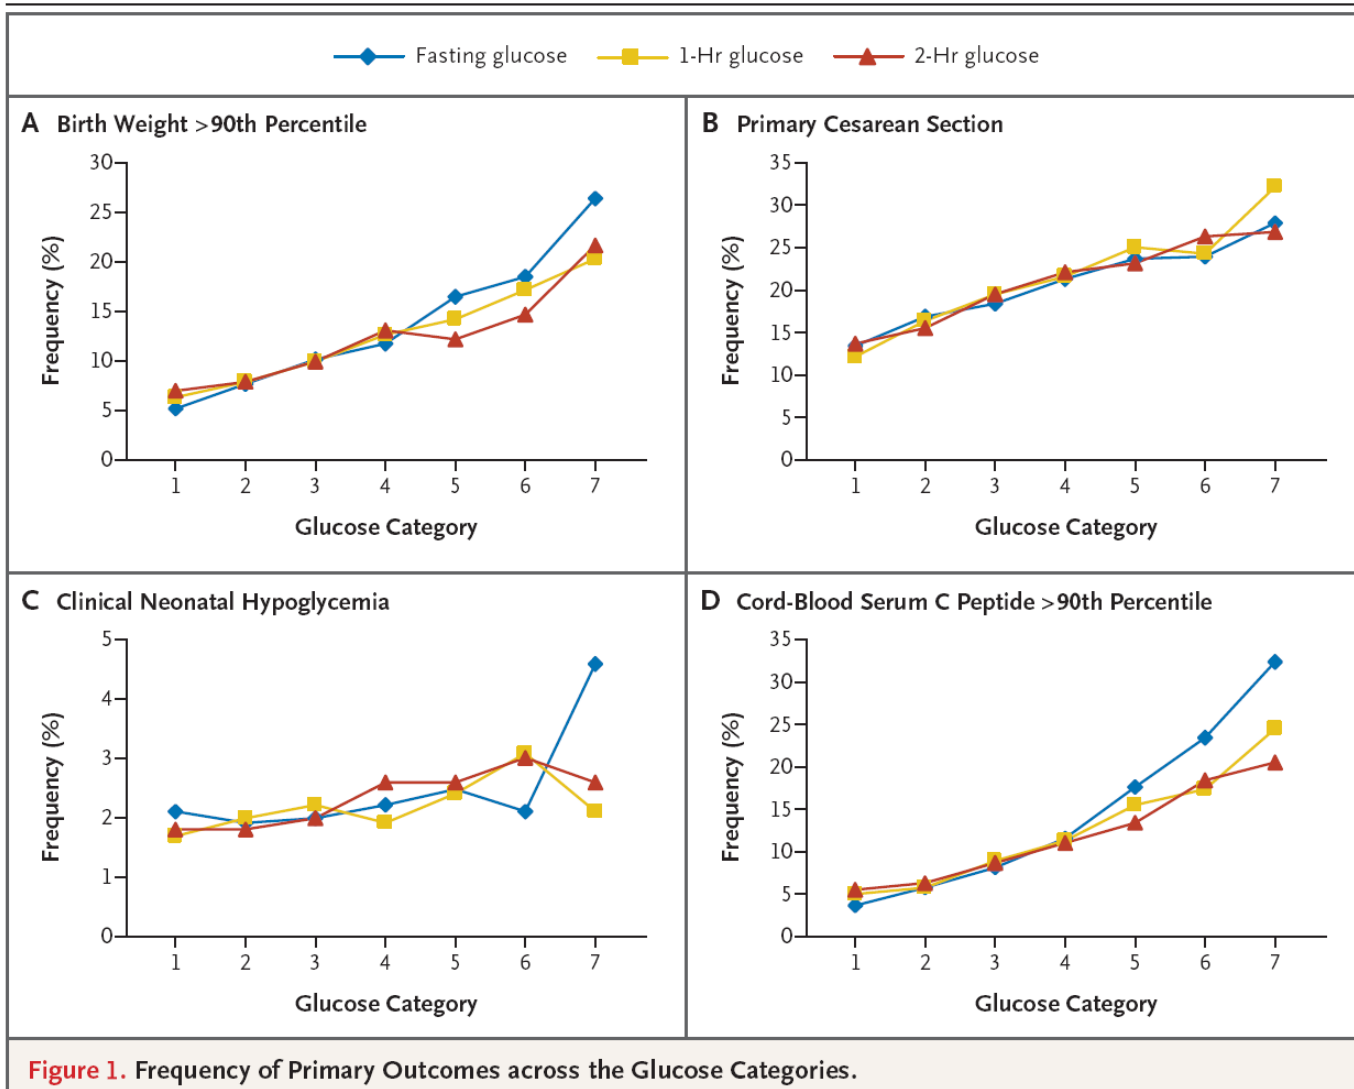 Fasting glucose 1-Hr glucose 2-Hr glucose
A Birth Weight >90th Percentile
30
25
20
15
10
5
0
Frequency (%)
1 2 3 4 5 6 7
Glucose Category
B Primary Cesarean Section
35
30
25
20
15
10
5
0
Frequency (%)
1 2 3 4 5 6 7
Glucose Category
C Clinical Neonatal Hypoglycemia
5
4
3
2
1
0
Frequency (%)
1 2 3 4 5 6 7
Glucose Category
D Cord-Blood Serum C Peptide >90th Percentile
35
30
25
20
15
10
5
0
Frequency (%)
1 2 3 4 5 6 7
Glucose Category
Figure 1. Frequency of Primary Outcomes across the Glucose Categories.